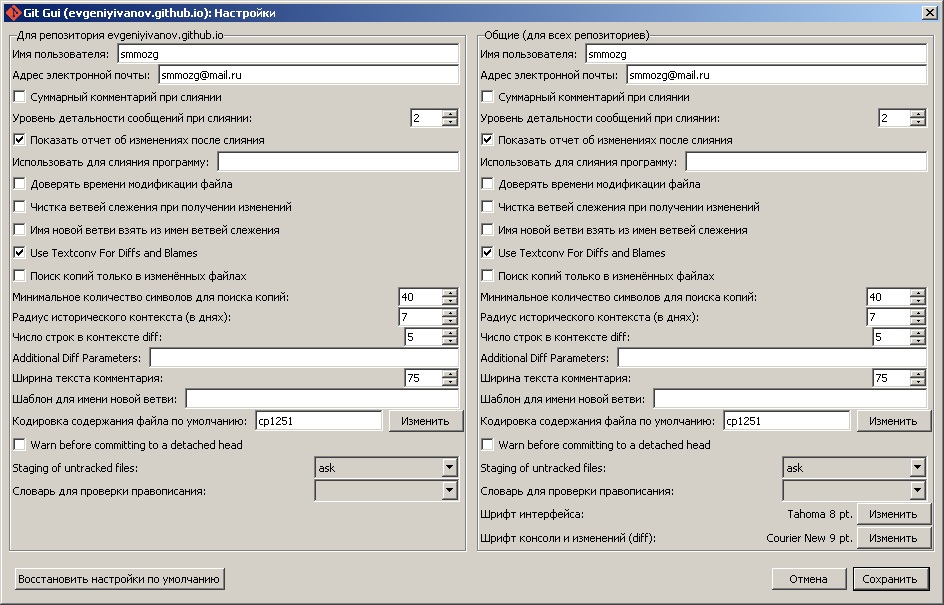 Git Gui (evgeniyivanov.github.io): Настройки
Для репозитория evgeniyivanov.github.io
Имя пользователя: smmozg
Адрес электронной почты: smmozg@mail.ru
Суммарный комментарий при слиянии
Уровень детальности сообщений при слиянии: 2
Показать отчет об изменениях после слияния
Использовать для слияния программу:
Доверять времени модификации файла
Чистка ветвей слежения при получении изменений
Имя новой ветви взять из имен ветвей слежения
Use Textconv For Diffs and Blames
Поиск копий только в изменённых файлах
Минимальное количество символов для поиска копий: 40
Радиус исторического контекста (в днях): 7
Число строк в контексте diff: 5
Additional Diff Parameters:
Ширина текста комментария: 75
Шаблон для имени новой ветви:
Кодировка содержания файла по умолчанию: cp1251 Изменить
Warn before committing to a detached head
Staging of untracked files: ask
Словарь для проверки правописания:
Общие (для всех репозиториев)
Имя пользователя: smmozg
Адрес электронной почты: smmozg@mail.ru
Суммарный комментарий при слиянии
Уровень детальности сообщений при слиянии: 2
Показать отчет об изменениях после слияния
Использовать для слияния программу:
Доверять времени модификации файла
Чистка ветвей слежения при получении изменений
Имя новой ветви взять из имен ветвей слежения
Use Textconv For Diffs and Blames
Поиск копий только в изменённых файлах
Минимальное количество символов для поиска копий: 40
Радиус исторического контекста (в днях): 7
Число строк в контексте diff: 5
Additional Diff Parameters:
Ширина текста комментария: 75
Шаблон для имени новой ветви:
Кодировка содержания файла по умолчанию: cp1251 Изменить
Warn before committing to a detached head
Staging of untracked files: ask
Словарь для проверки правописания:
Шрифт интерфейса: Tahoma 8 pt. Изменить
Шрифт консоли и изменений (diff): Courier New 9 pt. Изменить
Восстановить настройки по умолчанию Отмена Сохранить